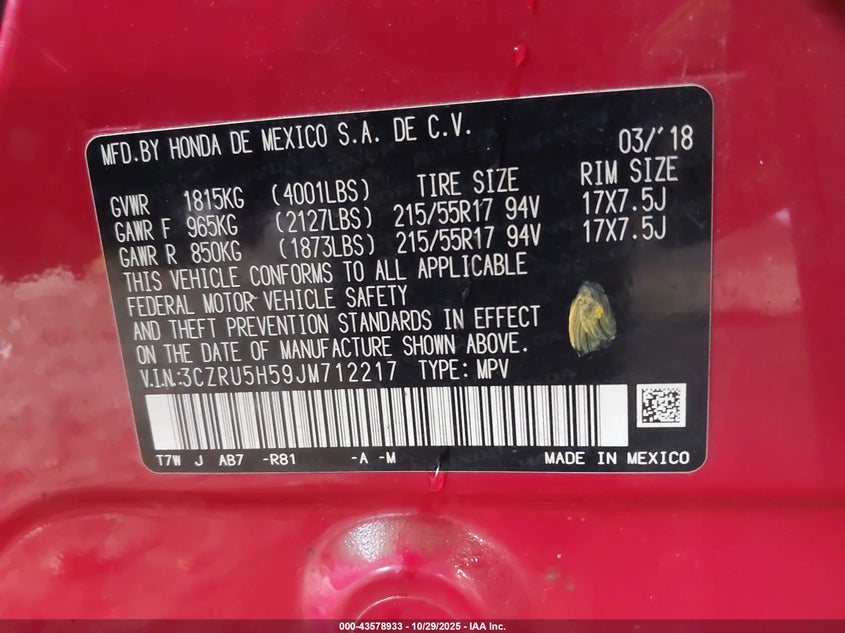 MFD.BY HONDA DE MEXICO S.A. DE C.V. 03/'18
GVWR 1815KG (4001LBS) TIRE SIZE RIM SIZE
GAWR F 965KG (2127LBS) 215/55R17 94V 17X7.5J
GAWR R 850KG (1873LBS) 215/55R17 94V 17X7.5J
THIS VEHICLE CONFORMS TO ALL APPLICABLE
FEDERAL MOTOR VEHICLE SAFETY
AND THEFT PREVENTION STANDARDS IN EFFECT
ON THE DATE OF MANUFACTURE SHOWN ABOVE.
V.I.N:3CZRU5H59JM712217 TYPE: MPV
T7W J AB7 -R81 -A -M MADE IN MEXICO
000-43578933 - 10/29/2025 - IAA Inc.